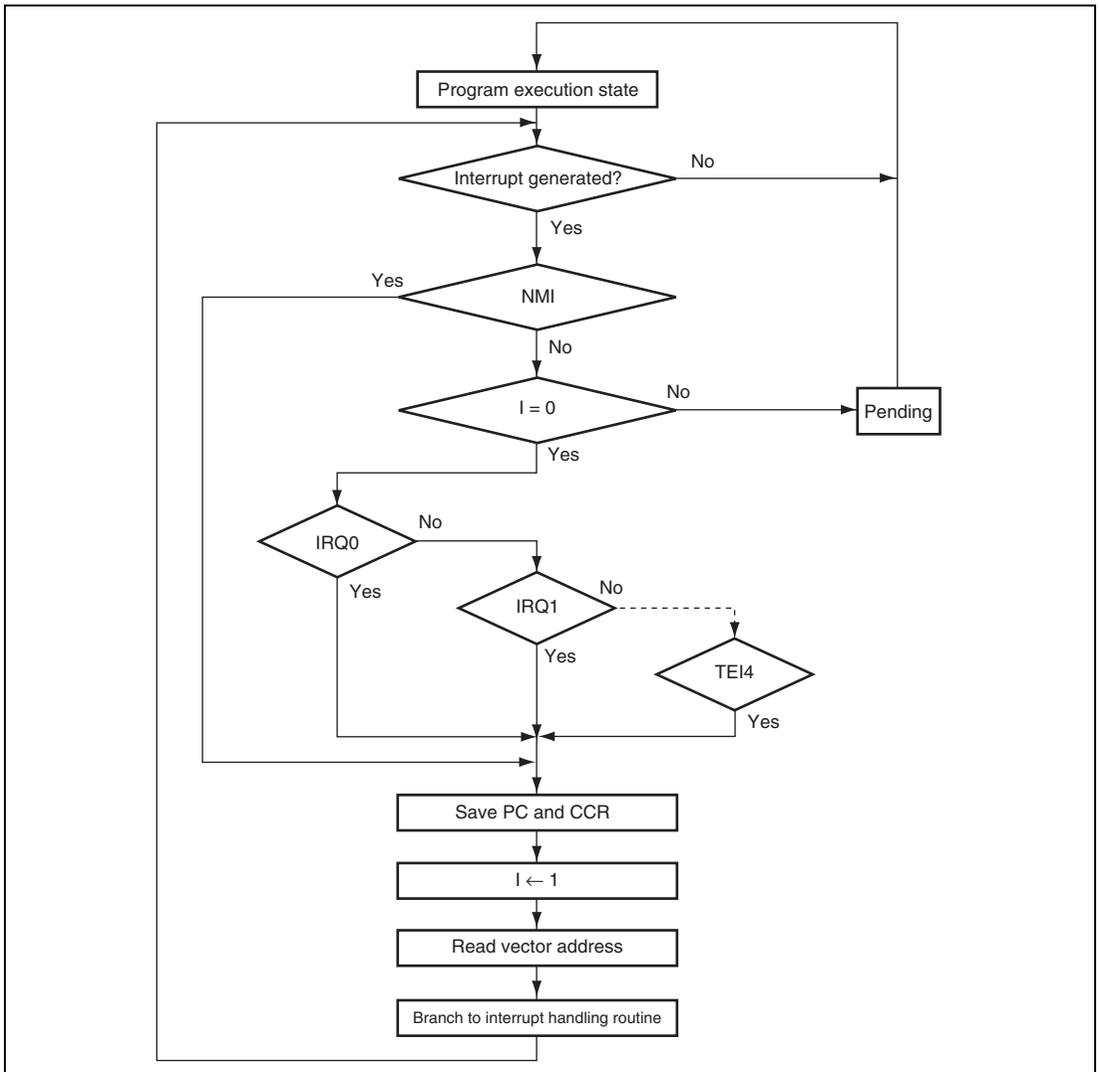 Program execution state
Interrupt generated?
No
Yes
Yes
NMI
No
I = 0
No
Pending
Yes
IRQ0
No
Yes
IRQ1
No
Yes
TEI4
Yes
Save PC and CCR
I ← 1
Read vector address
Branch to interrupt handling routine